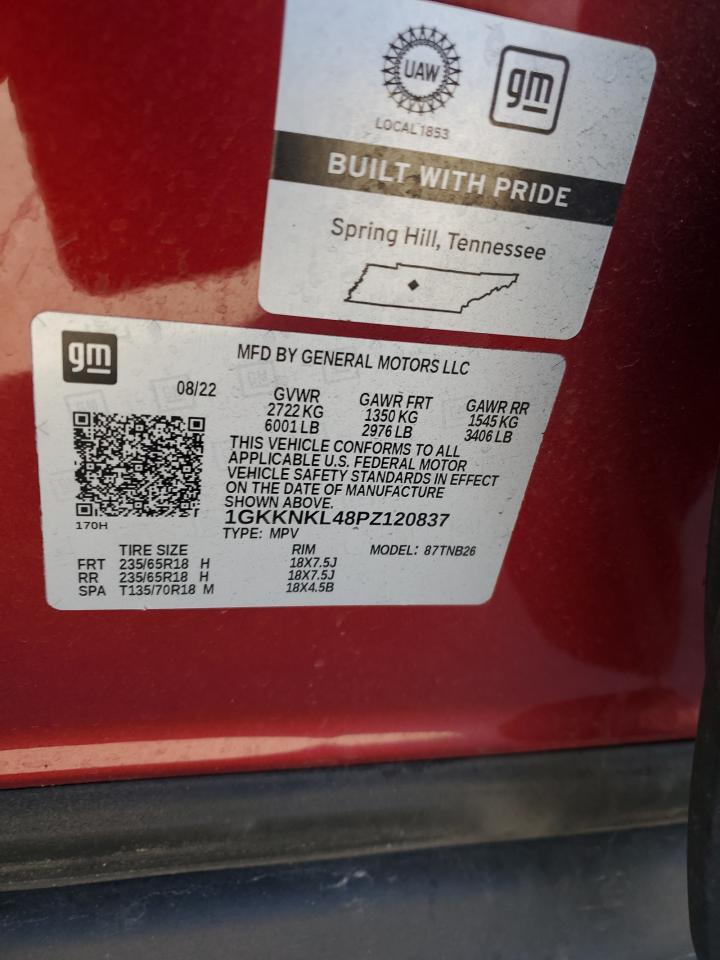 UAW
gm
LOCAL 1853
BUILT WITH PRIDE
Spring Hill, Tennessee
gm
MFD BY GENERAL MOTORS LLC
08/22
GVWR GAWR FRT GAWR RR
2722 KG 1350 KG 1545 KG
6001 LB 2976 LB 3406 LB
THIS VEHICLE CONFORMS TO ALL
APPLICABLE U.S. FEDERAL MOTOR
VEHICLE SAFETY STANDARDS IN EFFECT
ON THE DATE OF MANUFACTURE
SHOWN ABOVE.
1GKKNKL48PZ120837
170H
TYPE: MPV
TIRE SIZE RIM MODEL: 87TNB26
FRT 235/65R18 H 18X7.5J
RR 235/65R18 H 18X7.5J
SPA T135/70R18 M 18X4.5B